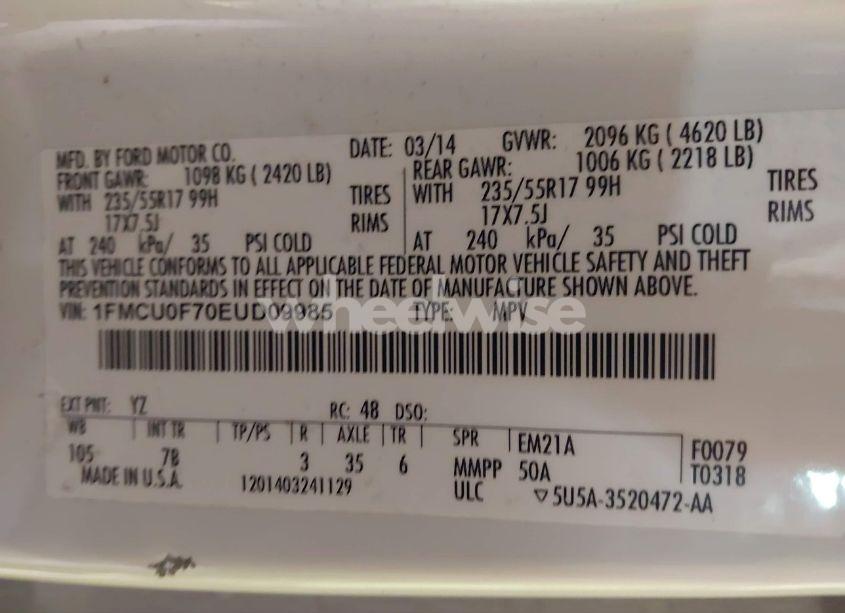 MFD. BY FORD MOTOR CO. DATE: 03/14 GVWR: 2096 KG ( 4620 LB)
FRONT GAWR: 1098 KG ( 2420 LB) REAR GAWR: 1006 KG ( 2218 LB)
WITH 235/55R17 99H TIRES WITH 235/55R17 99H TIRES
17X7.5J RIMS 17X7.5J RIMS
AT 240 kPa/ 35 PSI COLD AT 240 kPa/ 35 PSI COLD
THIS VEHICLE CONFORMS TO ALL APPLICABLE FEDERAL MOTOR VEHICLE SAFETY AND THEFT
PREVENTION STANDARDS IN EFFECT ON THE DATE OF MANUFACTURE SHOWN ABOVE.
VIN: 1FMCU0F70EUD09985 TYPE: MPV
wheelwise
EXT PNT: YZ RC: 48 DSO:
WB INT TR TP/PS R AXLE TR SPR EM21A F0079
105 7B 3 35 6 MMPP 50A T0318
MADE IN U.S.A. 1201403241129 ULC ▽5U5A-3520472-AA